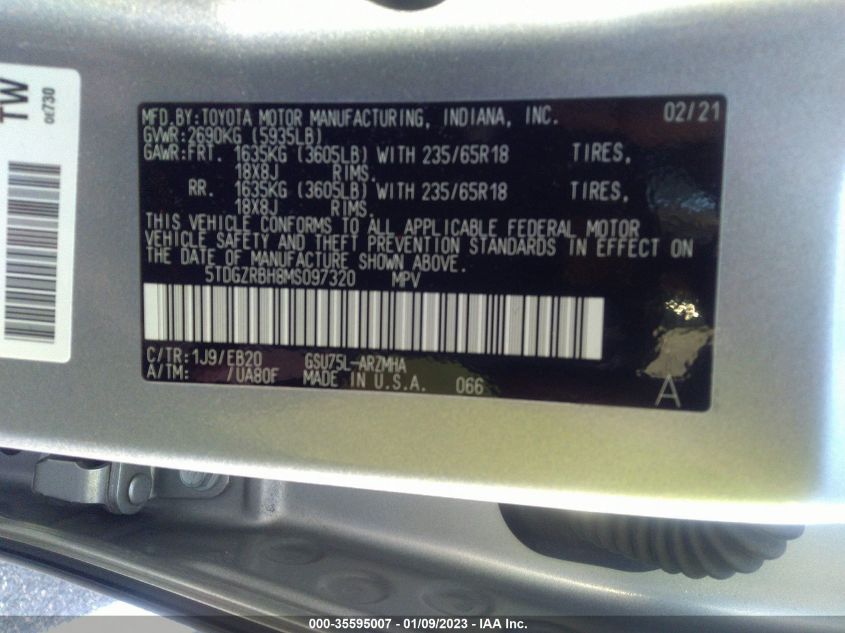 TW
0E730
MFD.BY:TOYOTA MOTOR MANUFACTURING, INDIANA, INC. 02/21
GVWR:2690KG (5935LB)
GAWR:FRT. 1635KG (3605LB) WITH 235/65R18 TIRES,
18X8J RIMS.
RR. 1635KG (3605LB) WITH 235/65R18 TIRES,
18X8J RIMS.
THIS VEHICLE CONFORMS TO ALL APPLICABLE FEDERAL MOTOR
VEHICLE SAFETY AND THEFT PREVENTION STANDARDS IN EFFECT ON
THE DATE OF MANUFACTURE SHOWN ABOVE.
5TDGZRBH8MS097320 MPV
C/TR:1J9/EB20 GSU75L-ARZMHA
A/TM: /UA80F MADE IN U.S.A. 066
A
000-35595007 - 01/09/2023 - IAA Inc.